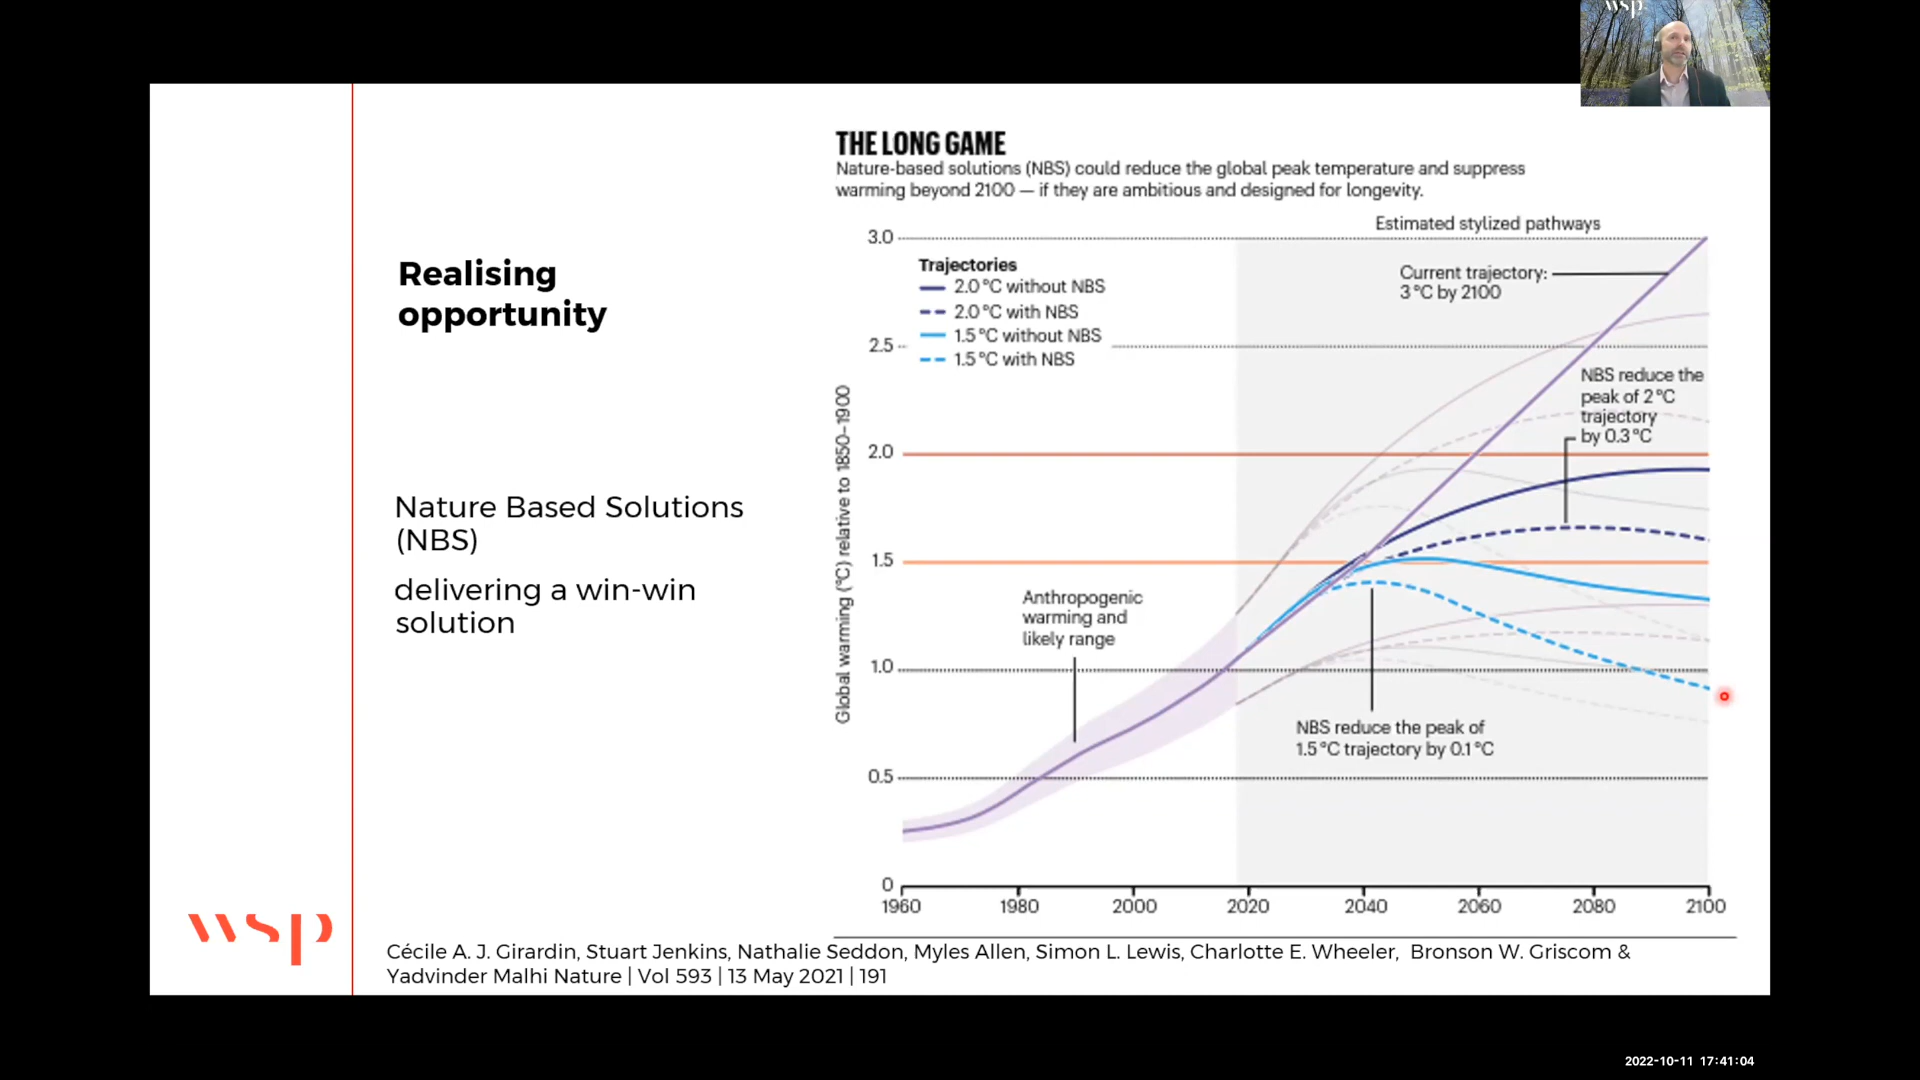 wsp
THE LONG GAME
Nature-based solutions (NBS) could reduce the global peak temperature and suppress
warming beyond 2100 — if they are ambitious and designed for longevity.
Realising
opportunity
Nature Based Solutions
(NBS)
delivering a win-win
solution
Estimated stylized pathways
Trajectories
2.0 °C without NBS
2.0 °C with NBS
1.5 °C without NBS
1.5 °C with NBS
Current trajectory:
3 °C by 2100
NBS reduce the
peak of 2 °C
trajectory
by 0.3 °C
Anthropogenic
warming and
likely range
NBS reduce the peak of
1.5 °C trajectory by 0.1 °C
Global warming (°C) relative to 1850–1900
3.0
2.5
2.0
1.5
1.0
0.5
0
1960 1980 2000 2020 2040 2060 2080 2100
wsp
Cécile A. J. Girardin, Stuart Jenkins, Nathalie Seddon, Myles Allen, Simon L. Lewis, Charlotte E. Wheeler, Bronson W. Griscom &
Yadvinder Malhi Nature | Vol 593 | 13 May 2021 | 191
2022-10-11 17:41:04